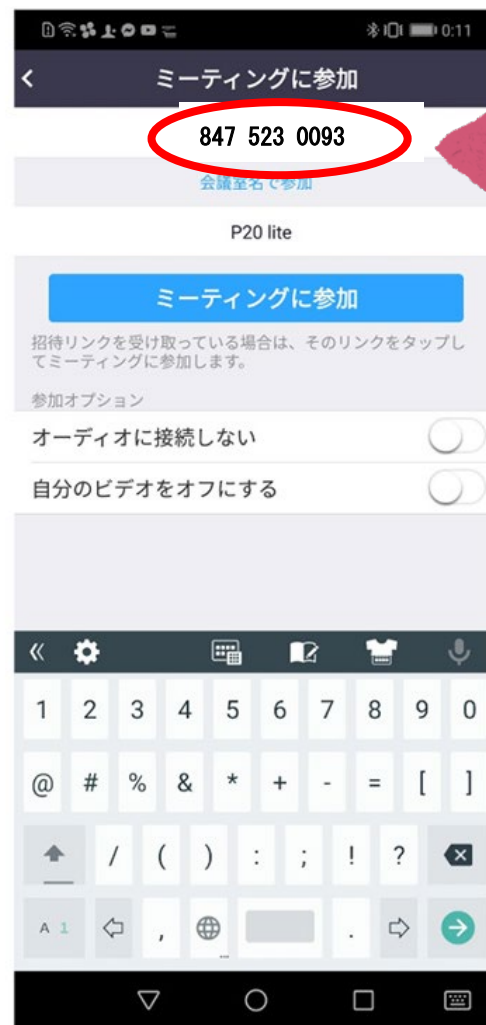 0:11
ミーティングに参加
847 523 0093
会議室名で参加
P20 lite
ミーティングに参加
招待リンクを受け取っている場合は、そのリンクをタップし
てミーティングに参加します。
参加オプション
オーディオに接続しない
自分のビデオをオフにする
1 2 3 4 5 6 7 8 9 0
@ # % & * + - = [ ]
/ ( ) : ; ! ?
A 1 , .